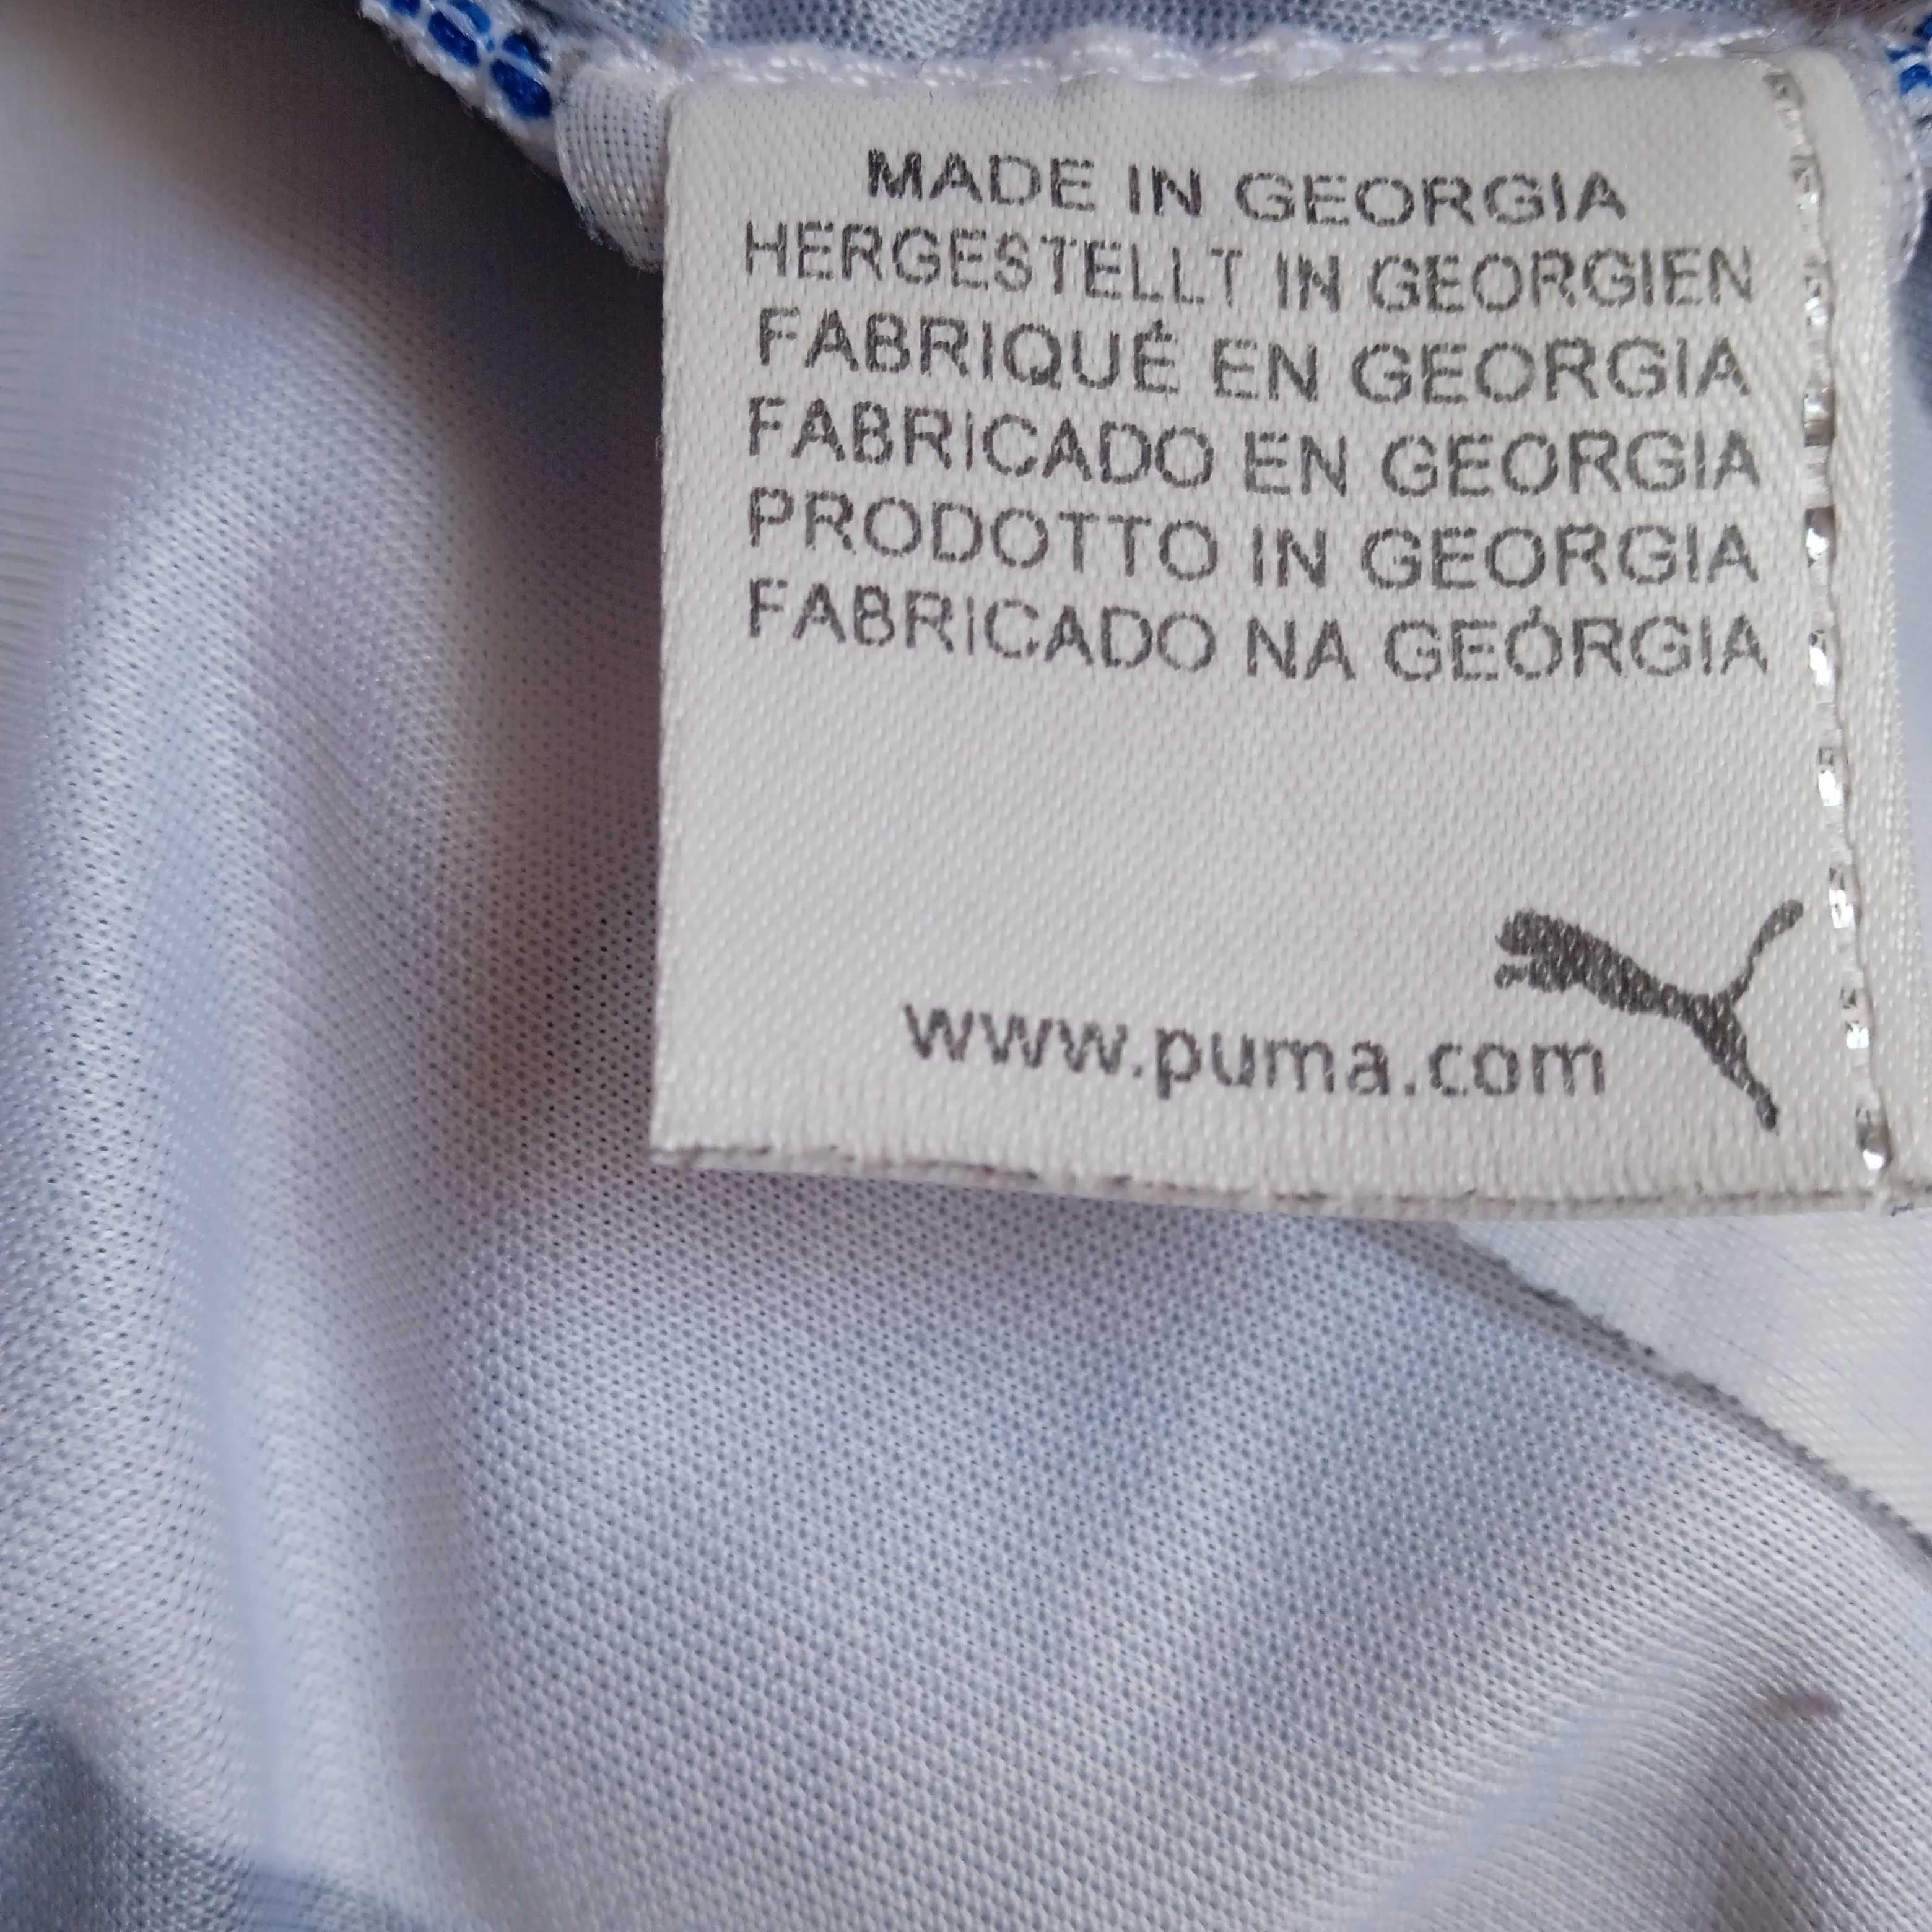 MADE IN GEORGIA
HERGESTELLT IN GEORGIEN
FABRIQUÉ EN GEORGIA
FABRICADO EN GEORGIA
PRODOTTO IN GEORGIA
FABRICADO NA GEÓRGIA
www.puma.com